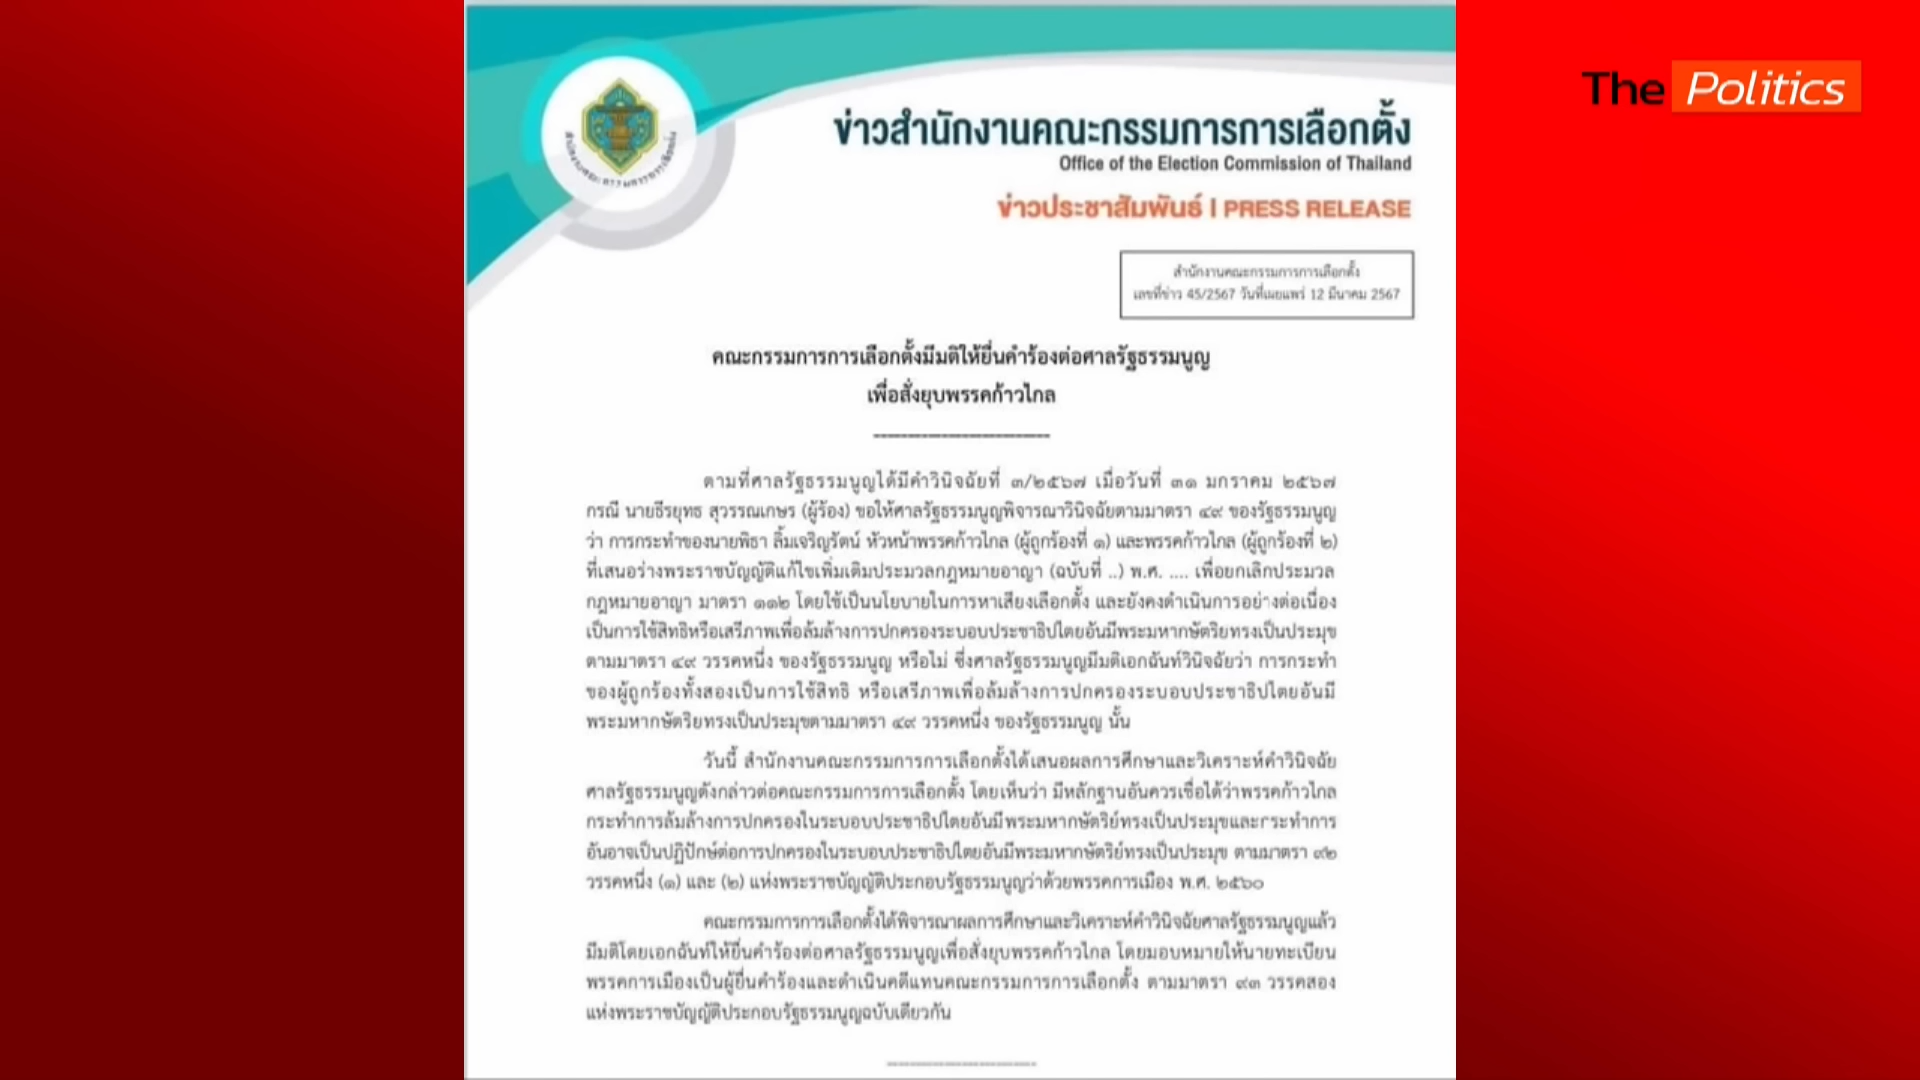 The Politics
สำนักงานคณะกรรมการการเลือกตั้ง
ข่าวสำนักงานคณะกรรมการการเลือกตั้ง
Office of the Election Commission of Thailand
ข่าวประชาสัมพันธ์ | PRESS RELEASE
สำนักงานคณะกรรมการการเลือกตั้ง
เลขที่ข่าว 45/2567 วันที่เผยแพร่ 12 มีนาคม 2567
คณะกรรมการการเลือกตั้งมีมติให้ยื่นคำร้องต่อศาลรัฐธรรมนูญ
เพื่อสั่งยุบพรรคก้าวไกล
ตามที่ศาลรัฐธรรมนูญได้มีคำวินิจฉัยที่ ๓/๒๕๖๗ เมื่อวันที่ ๓๑ มกราคม ๒๕๖๗
กรณี นายธีรยุทธ สุวรรณเกษร (ผู้ร้อง) ขอให้ศาลรัฐธรรมนูญพิจารณาวินิจฉัยตามมาตรา ๔๙ ของรัฐธรรมนูญ
ว่า การกระทำของนายพิธา ลิ้มเจริญรัตน์ หัวหน้าพรรคก้าวไกล (ผู้ถูกร้องที่ ๑) และพรรคก้าวไกล (ผู้ถูกร้องที่ ๒)
ที่เสนอร่างพระราชบัญญัติแก้ไขเพิ่มเติมประมวลกฎหมายอาญา (ฉบับที่ ..) พ.ศ. .... เพื่อยกเลิกประมวล
กฎหมายอาญา มาตรา ๑๑๒ โดยใช้เป็นนโยบายในการหาเสียงเลือกตั้ง และยังคงดำเนินการอย่างต่อเนื่อง
เป็นการใช้สิทธิหรือเสรีภาพเพื่อล้มล้างการปกครองระบอบประชาธิปไตยอันมีพระมหากษัตริยทรงเป็นประมุข
ตามมาตรา ๔๙ วรรคหนึ่ง ของรัฐธรรมนูญ หรือไม่ ซึ่งศาลรัฐธรรมนูญมีมติเอกฉันท์วินิจฉัยว่า การกระทำ
ของผู้ถูกร้องทั้งสองเป็นการใช้สิทธิ หรือเสรีภาพเพื่อล้มล้างการปกครองระบอบประชาธิปไตยอันมี
พระมหากษัตริยทรงเป็นประมุขตามมาตรา ๔๙ วรรคหนึ่ง ของรัฐธรรมนูญ นั้น
วันนี้ สำนักงานคณะกรรมการการเลือกตั้งได้เสนอผลการศึกษาและวิเคราะห์คำวินิจฉัย
ศาลรัฐธรรมนูญดังกล่าวต่อคณะกรรมการการเลือกตั้ง โดยเห็นว่า มีหลักฐานอันควรเชื่อได้ว่าพรรคก้าวไกล
กระทำการล้มล้างการปกครองในระบอบประชาธิปไตยอันมีพระมหากษัตริย์ทรงเป็นประมุขและกระทำการ
อันอาจเป็นปฏิปักษ์ต่อการปกครองในระบอบประชาธิปไตยอันมีพระมหากษัตริย์ทรงเป็นประมุข ตามมาตรา ๙๒
วรรคหนึ่ง (๑) และ (๒) แห่งพระราชบัญญัติประกอบรัฐธรรมนูญว่าด้วยพรรคการเมือง พ.ศ. ๒๕๖๐
คณะกรรมการการเลือกตั้งได้พิจารณาผลการศึกษาและวิเคราะห์คำวินิจฉัยศาลรัฐธรรมนูญแล้ว
มีมติโดยเอกฉันท์ให้ยื่นคำร้องต่อศาลรัฐธรรมนูญเพื่อสั่งยุบพรรคก้าวไกล โดยมอบหมายให้นายทะเบียน
พรรคการเมืองเป็นผู้ยื่นคำร้องและดำเนินคดีแทนคณะกรรมการการเลือกตั้ง ตามมาตรา ๙๓ วรรคสอง
แห่งพระราชบัญญัติประกอบรัฐธรรมนูญฉบับเดียวกัน